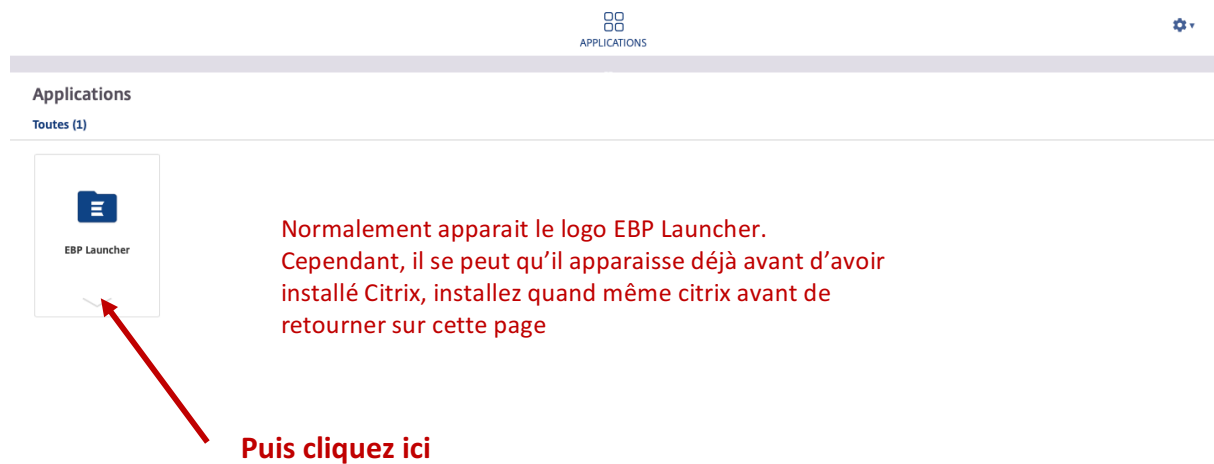 APPLICATIONS
Applications
Toutes (1)
EBP Launcher
Normalement apparait le logo EBP Launcher.
Cependant, il se peut qu’il apparaisse déjà avant d’avoir
installé Citrix, installez quand même citrix avant de
retourner sur cette page
Puis cliquez ici